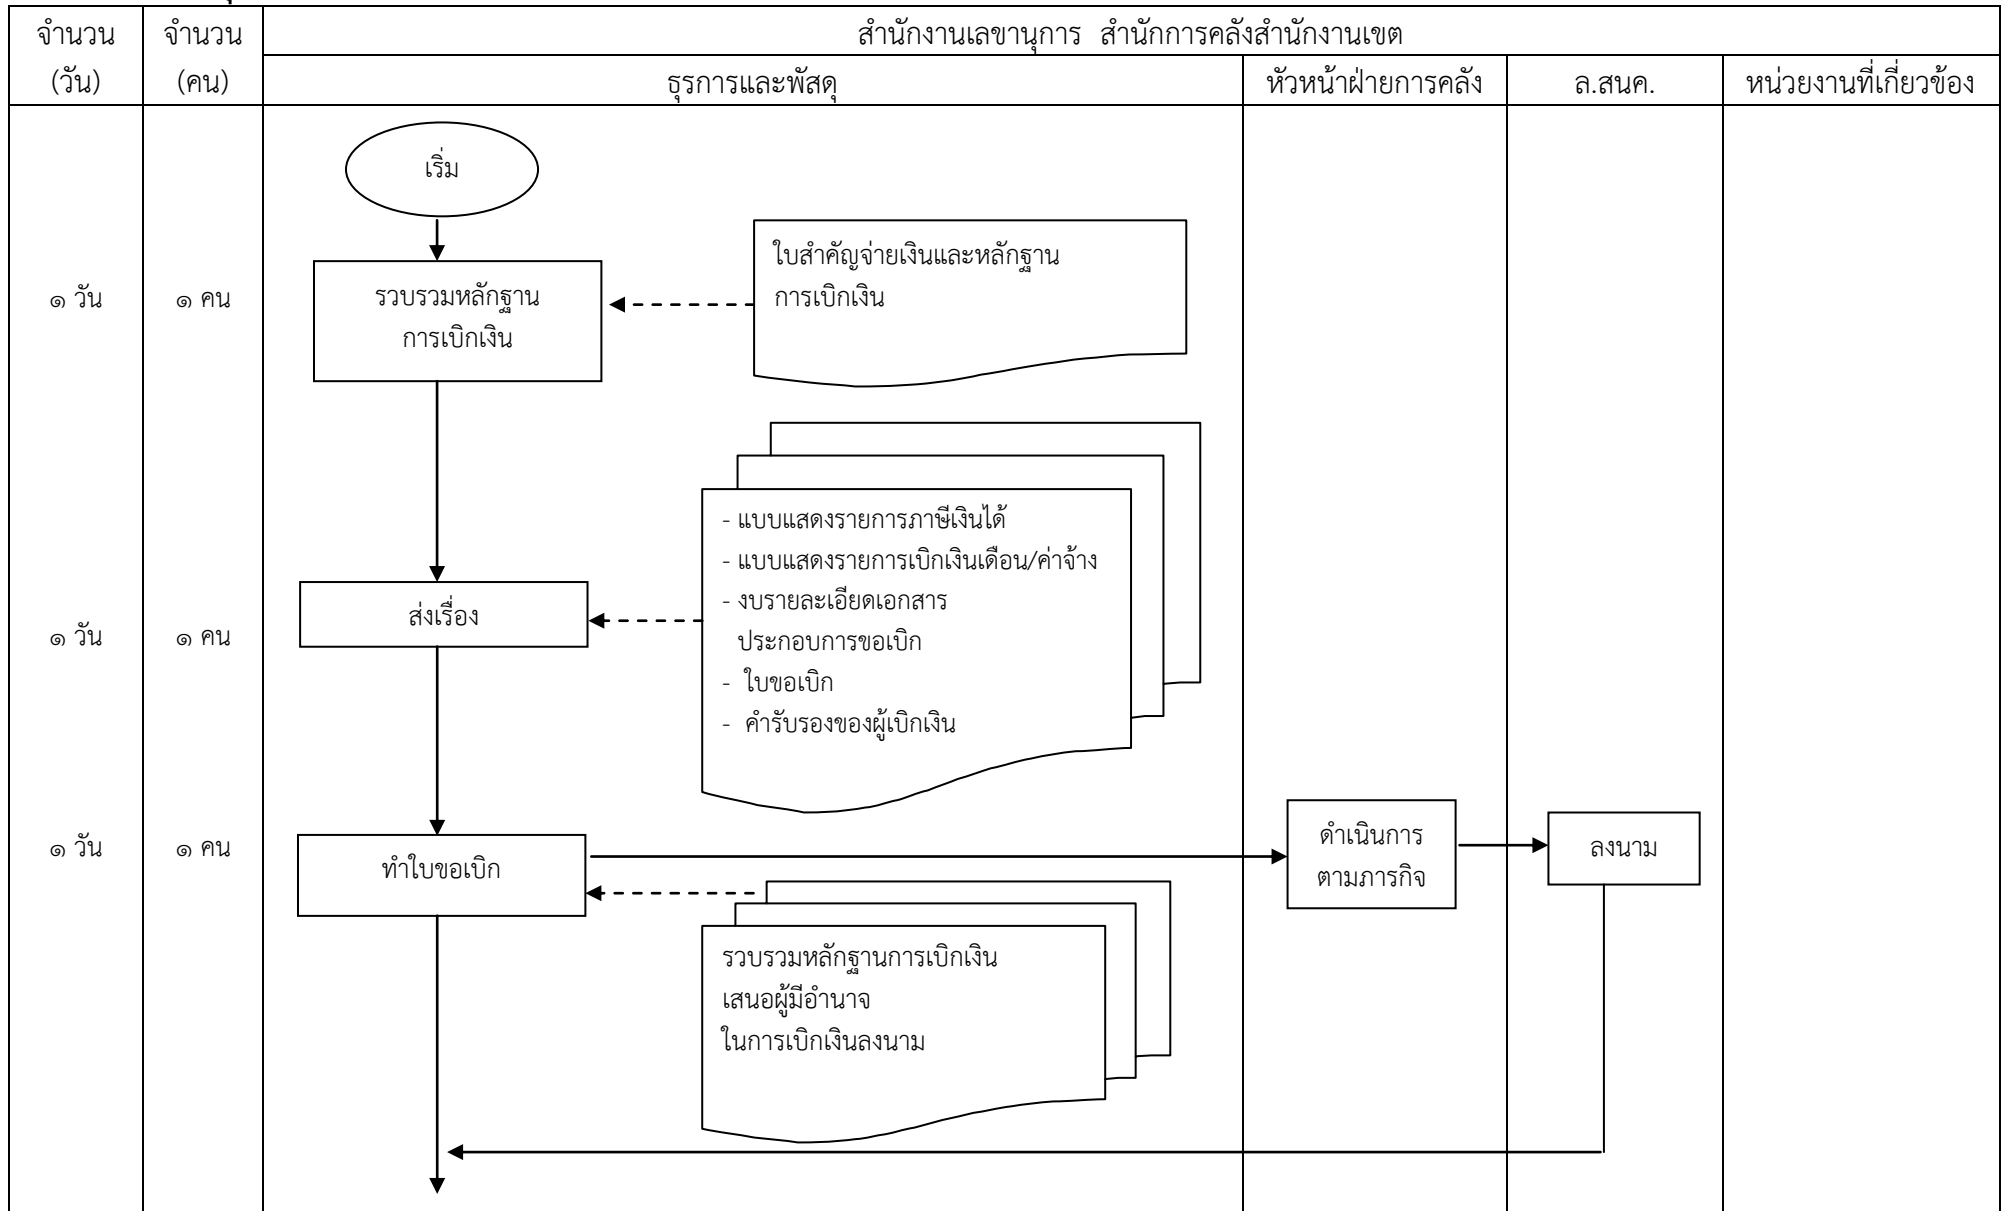 จำนวน
(วัน)
จำนวน
(คน)
สำนักงานเลขานุการ สำนักการคลังสำนักงานเขต
ธุรการและพัสดุ
หัวหน้าฝ่ายการคลัง
ล.สนค.
หน่วยงานที่เกี่ยวข้อง
เริ่ม
๑ วัน
๑ คน
รวบรวมหลักฐาน
การเบิกเงิน
ใบสำคัญจ่ายเงินและหลักฐาน
การเบิกเงิน
๑ วัน
๑ คน
ส่งเรื่อง
- แบบแสดงรายการภาษีเงินได้
- แบบแสดงรายการเบิกเงินเดือน/ค่าจ้าง
- งบรายละเอียดเอกสาร
ประกอบการขอเบิก
- ใบขอเบิก
- คำรับรองของผู้เบิกเงิน
๑ วัน
๑ คน
ทำใบขอเบิก
ดำเนินการ
ตามภารกิจ
ลงนาม
รวบรวมหลักฐานการเบิกเงิน
เสนอผู้มีอำนาจ
ในการเบิกเงินลงนาม